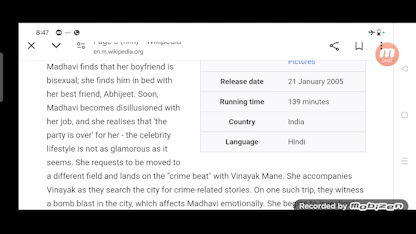 8:47
en.m.wikipedia.org
Pictures
Madhavi finds that her boyfriend is
bisexual; she finds him in bed with
her best friend, Abhijeet. Soon,
Madhavi becomes disillusioned with
her job, and she realises that 'the
party is over' for her - the celebrity
lifestyle is not as glamorous as it
seems. She requests to be moved to
Release date 21 January 2005
Running time 139 minutes
Country India
Language Hindi
a different field and lands on the "crime beat" with Vinayak Mane. She accompanies
Vinayak as they search the city for crime-related stories. On one such trip, they witness
a bomb blast in the city, which affects Madhavi emotionally. She
Recorded by Mobizen